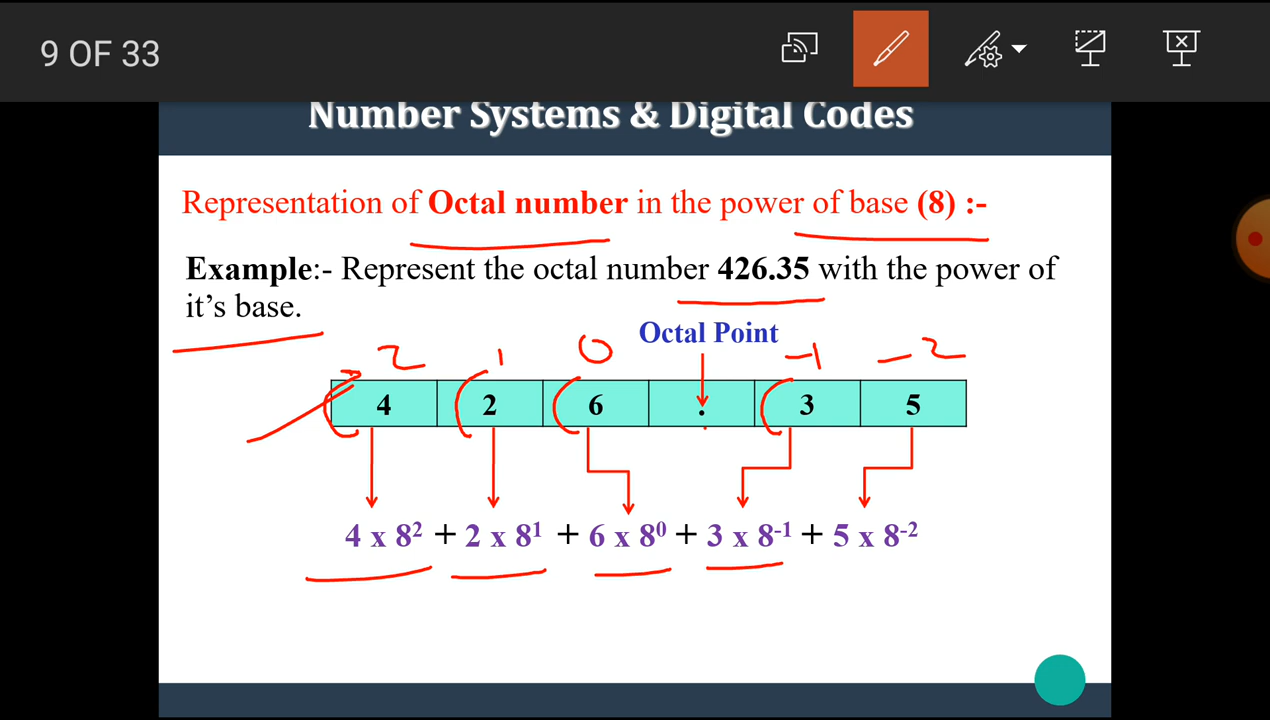 9 OF 33
Number Systems & Digital Codes
Representation of Octal number in the power of base (8) :-
Example:- Represent the octal number 426.35 with the power of
it’s base.
Octal Point
2 1 0 -1 -2
4 2 6 . 3 5
4 x 8² + 2 x 8¹ + 6 x 8⁰ + 3 x 8⁻¹ + 5 x 8⁻²